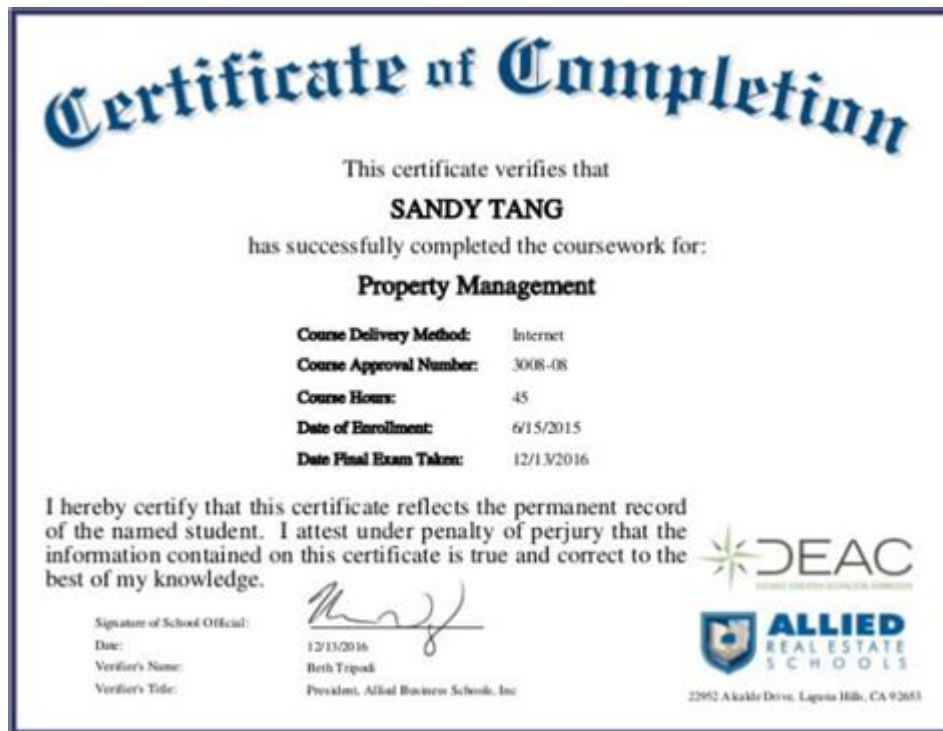 Certificate of Completion
This certificate verifies that
SANDY TANG
has successfully completed the coursework for:
Property Management
Course Delivery Method: Internet
Course Approval Number: 3008-08
Course Hours: 45
Date of Enrollment: 6/15/2015
Date Final Exam Taken: 12/13/2016
I hereby certify that this certificate reflects the permanent record
of the named student. I attest under penalty of perjury that the
information contained on this certificate is true and correct to the
best of my knowledge.
Signature of School Official:
Date: 12/13/2016
Verifier's Name: Beth Tripodi
Verifier's Title: President, Allied Business Schools, Inc
DEAC
ALLIED
REAL ESTATE
SCHOOLS
22952 Alcalde Drive, Laguna Hills, CA 92653